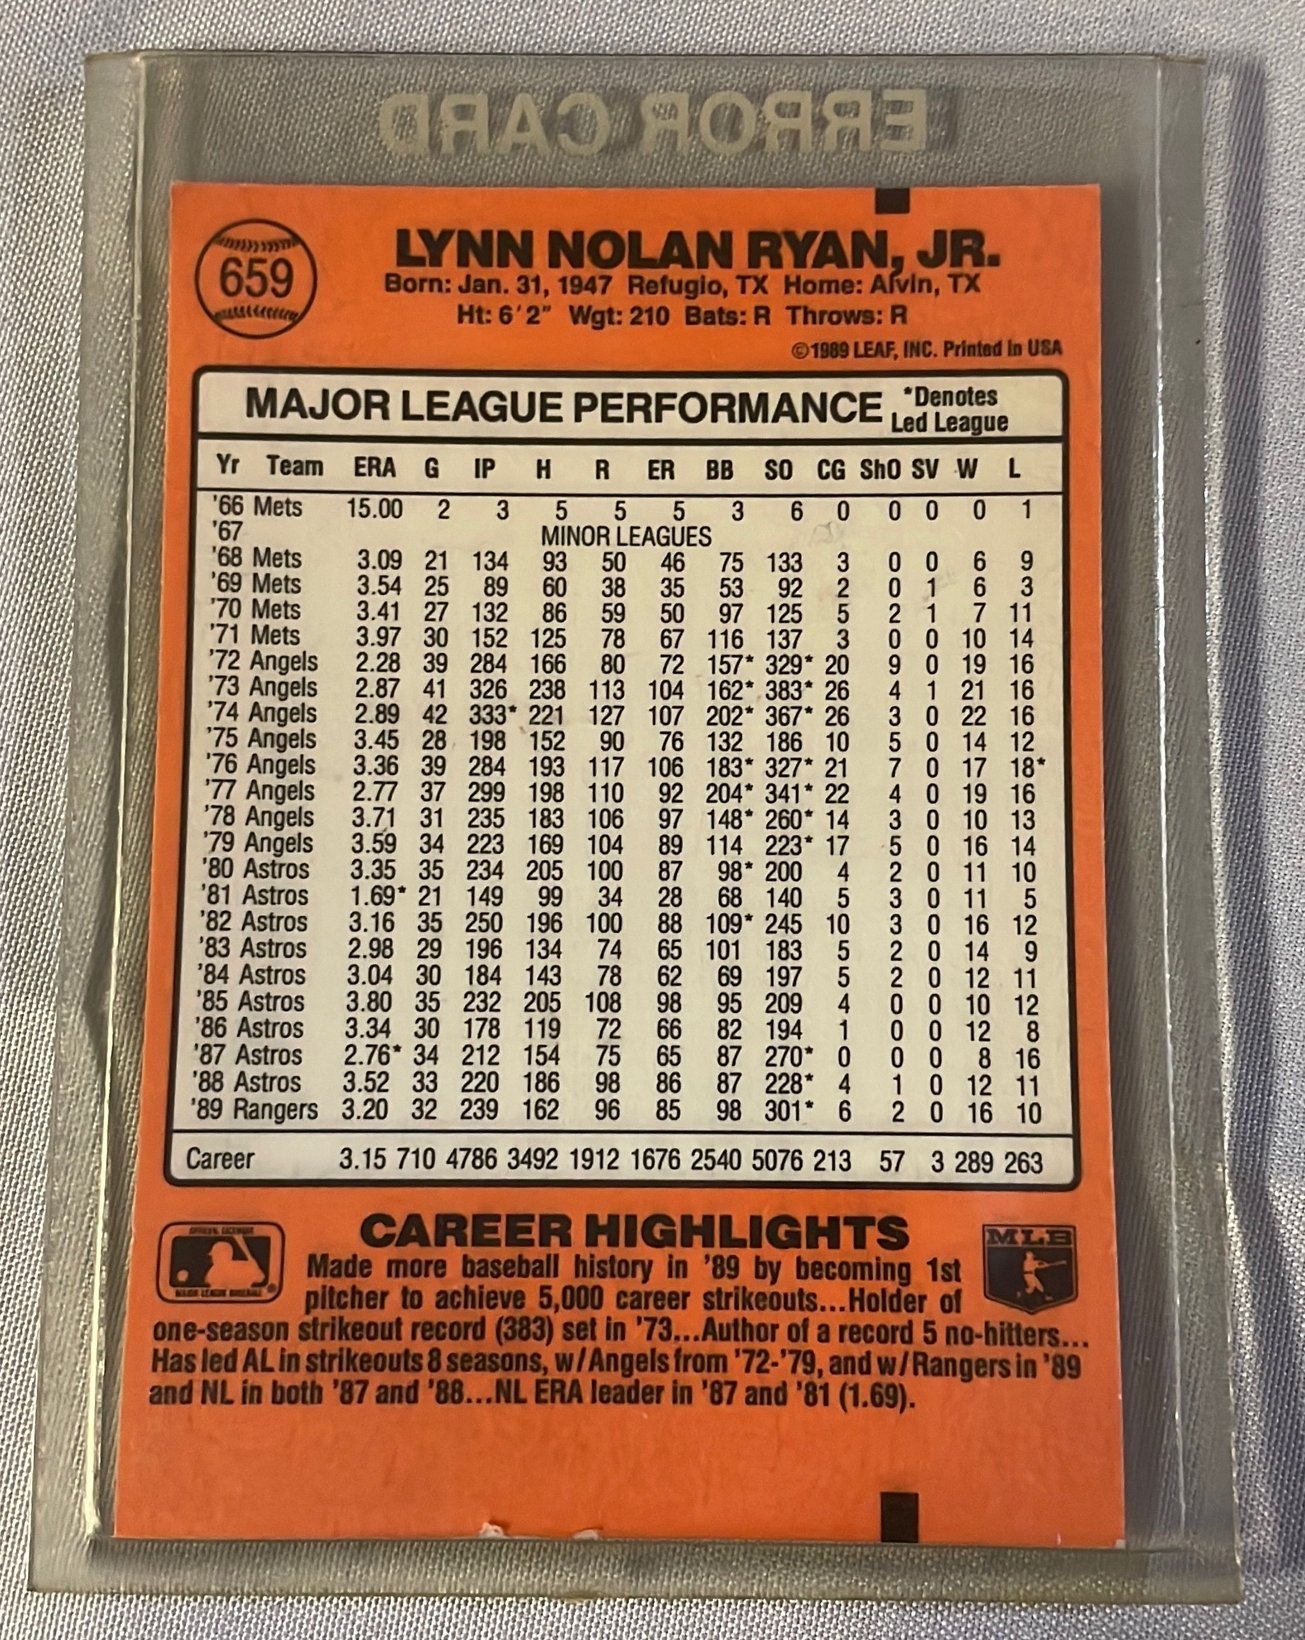 ERROR CARD
659
LYNN NOLAN RYAN, JR.
Born: Jan. 31, 1947 Refugio, TX Home: Alvin, TX
Ht: 6'2" Wgt: 210 Bats: R Throws: R
©1989 LEAF, INC. Printed in USA
MAJOR LEAGUE PERFORMANCE *Denotes Led League
Yr Team ERA G IP H R ER BB SO CG ShO SV W L
'66 Mets 15.00 2 3 5 5 5 3 6 0 0 0 0 1
'67 MINOR LEAGUES
'68 Mets 3.09 21 134 93 50 46 75 133 3 0 0 6 9
'69 Mets 3.54 25 89 60 38 35 53 92 2 0 1 6 3
'70 Mets 3.41 27 132 86 59 50 97 125 5 2 1 7 11
'71 Mets 3.97 30 152 125 78 67 116 137 3 0 0 10 14
'72 Angels 2.28 39 284 166 80 72 157* 329* 20 9 0 19 16
'73 Angels 2.87 41 326 238 113 104 162* 383* 26 4 1 21 16
'74 Angels 2.89 42 333* 221 127 107 202* 367* 26 3 0 22 16
'75 Angels 3.45 28 198 152 90 76 132 186 10 5 0 14 12
'76 Angels 3.36 39 284 193 117 106 183* 327* 21 7 0 17 18*
'77 Angels 2.77 37 299 198 110 92 204* 341* 22 4 0 19 16
'78 Angels 3.71 31 235 183 106 97 148* 260* 14 3 0 10 13
'79 Angels 3.59 34 223 169 104 89 114 223* 17 5 0 16 14
'80 Astros 3.35 35 234 205 100 87 98* 200 4 2 0 11 10
'81 Astros 1.69* 21 149 99 34 28 68 140 5 3 0 11 5
'82 Astros 3.16 35 250 196 100 88 109* 245 10 3 0 16 12
'83 Astros 2.98 29 196 134 74 65 101 183 5 2 0 14 9
'84 Astros 3.04 30 184 143 78 62 69 197 5 2 0 12 11
'85 Astros 3.80 35 232 205 108 98 95 209 4 0 0 10 12
'86 Astros 3.34 30 178 119 72 66 82 194 1 0 0 12 8
'87 Astros 2.76* 34 212 154 75 65 87 270* 0 0 0 8 16
'88 Astros 3.52 33 220 186 98 86 87 228* 4 1 0 12 11
'89 Rangers 3.20 32 239 162 96 85 98 301* 6 2 0 16 10
Career 3.15 710 4786 3492 1912 1676 2540 5076 213 57 3 289 263
CAREER HIGHLIGHTS
MLB
Made more baseball history in '89 by becoming 1st
pitcher to achieve 5,000 career strikeouts...Holder of
one-season strikeout record (383) set in '73...Author of a record 5 no-hitters...
Has led AL in strikeouts 8 seasons, w/Angels from '72-'79, and w/Rangers in '89
and NL in both '87 and '88...NL ERA leader in '87 and '81 (1.69).